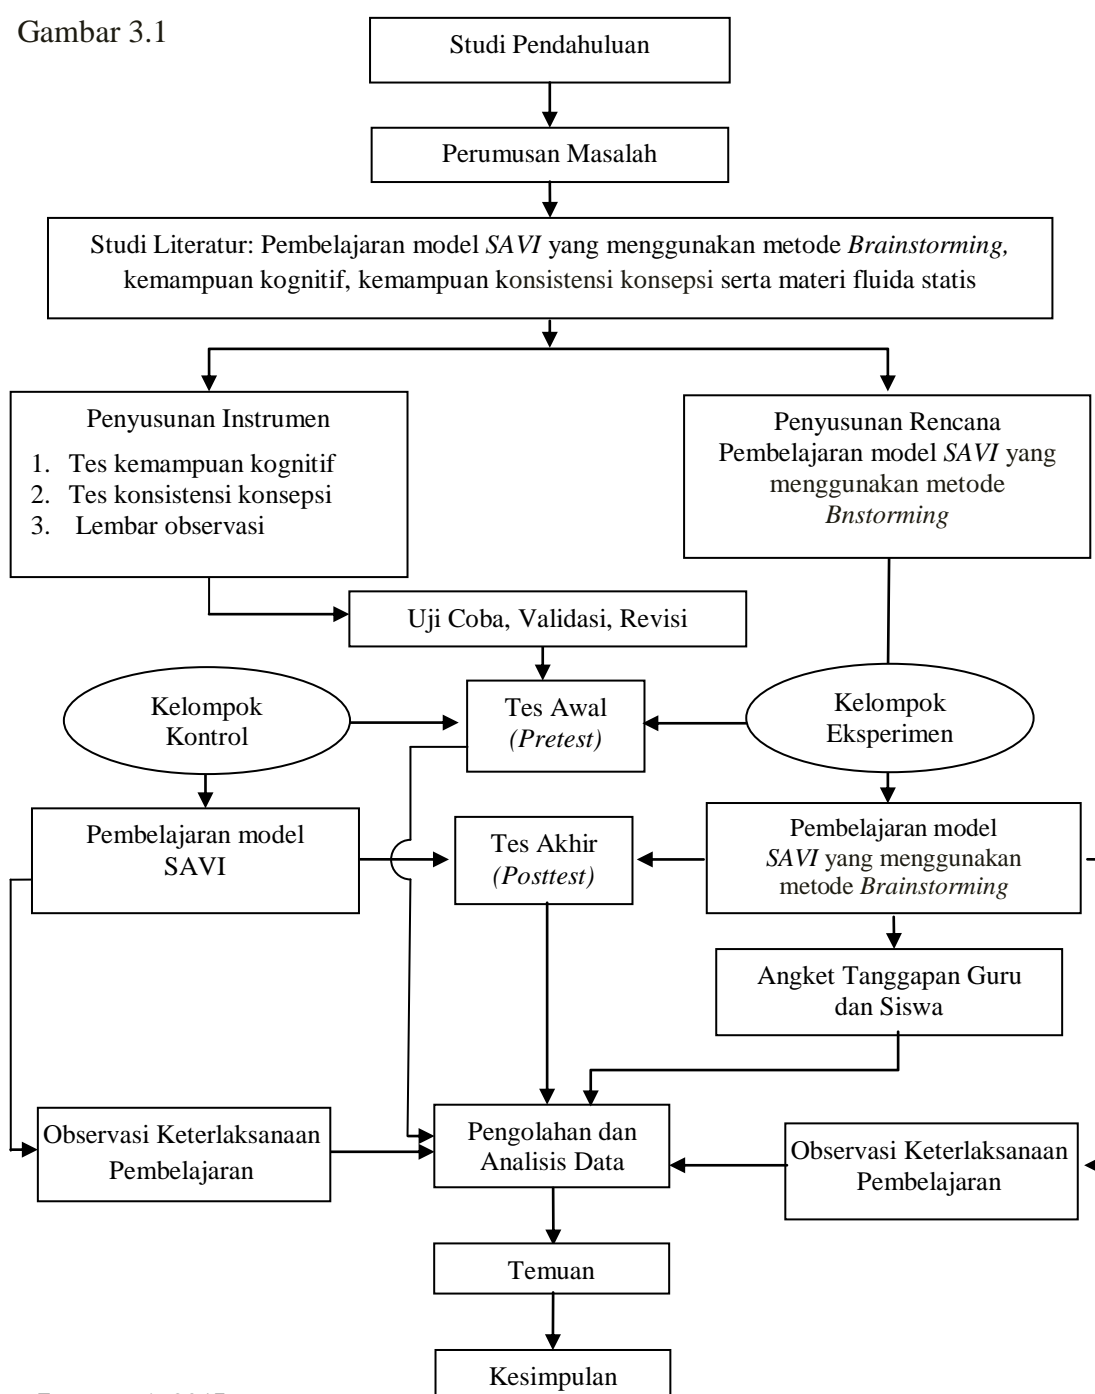 Gambar 3.1
Studi Pendahuluan
Perumusan Masalah
Studi Literatur: Pembelajaran model SAVI yang menggunakan metode Brainstorming,
kemampuan kognitif, kemampuan konsistensi konsepsi serta materi fluida statis
Penyusunan Instrumen
1. Tes kemampuan kognitif
2. Tes konsistensi konsepsi
3. Lembar observasi
Penyusunan Rencana
Pembelajaran model SAVI yang
menggunakan metode
Bnstorming
Uji Coba, Validasi, Revisi
Kelompok
Kontrol
Tes Awal
(Pretest)
Kelompok
Eksperimen
Pembelajaran model
SAVI
Tes Akhir
(Posttest)
Pembelajaran model
SAVI yang menggunakan
metode Brainstorming
Angket Tanggapan Guru
dan Siswa
Observasi Keterlaksanaan
Pembelajaran
Pengolahan dan
Analisis Data
Observasi Keterlaksanaan
Pembelajaran
Temuan
Kesimpulan